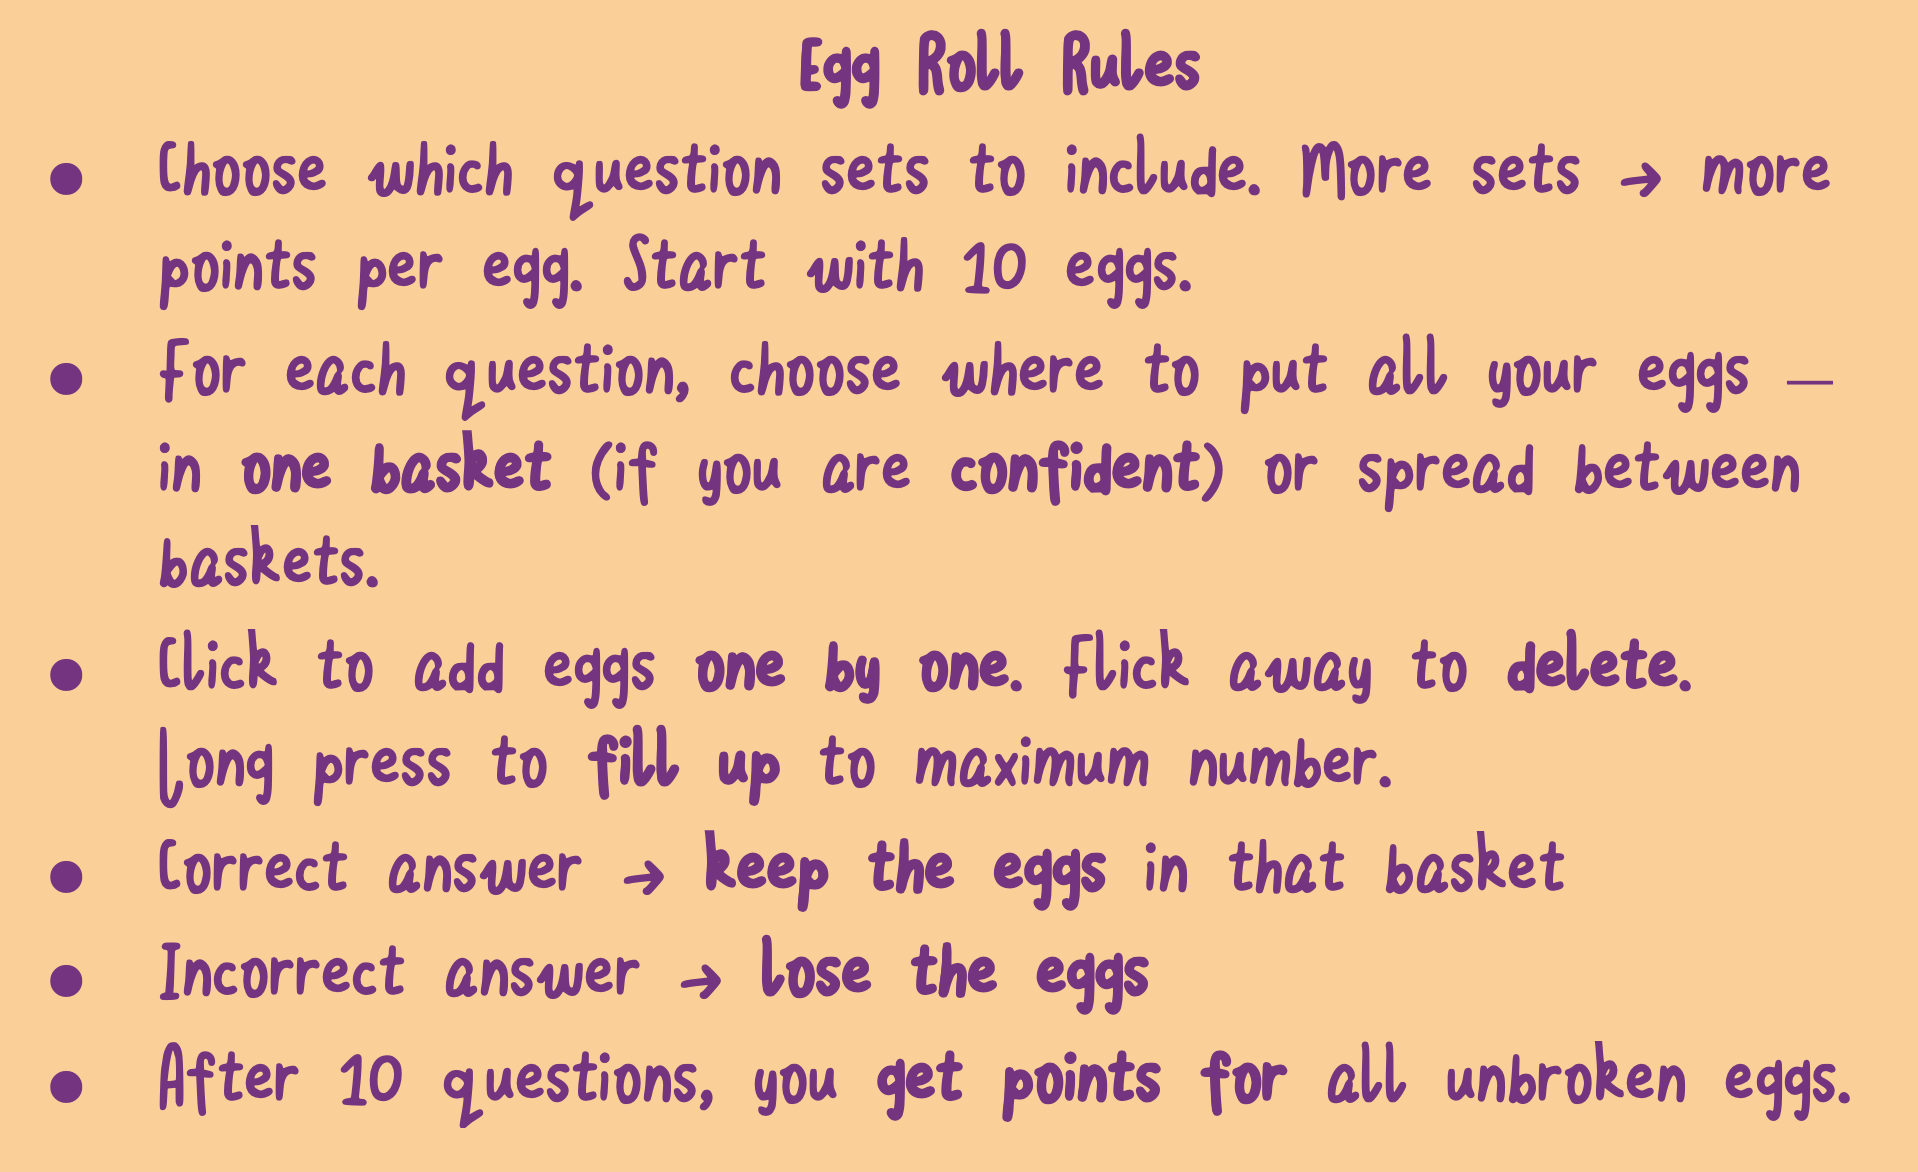 Egg Roll Rules
• Choose which question sets to include. More sets → more
points per egg. Start with 10 eggs.
• For each question, choose where to put all your eggs —
in one basket (if you are confident) or spread between
baskets.
• Click to add eggs one by one. Flick away to delete.
Long press to fill up to maximum number.
• Correct answer → keep the eggs in that basket
• Incorrect answer → lose the eggs
• After 10 questions, you get points for all unbroken eggs.